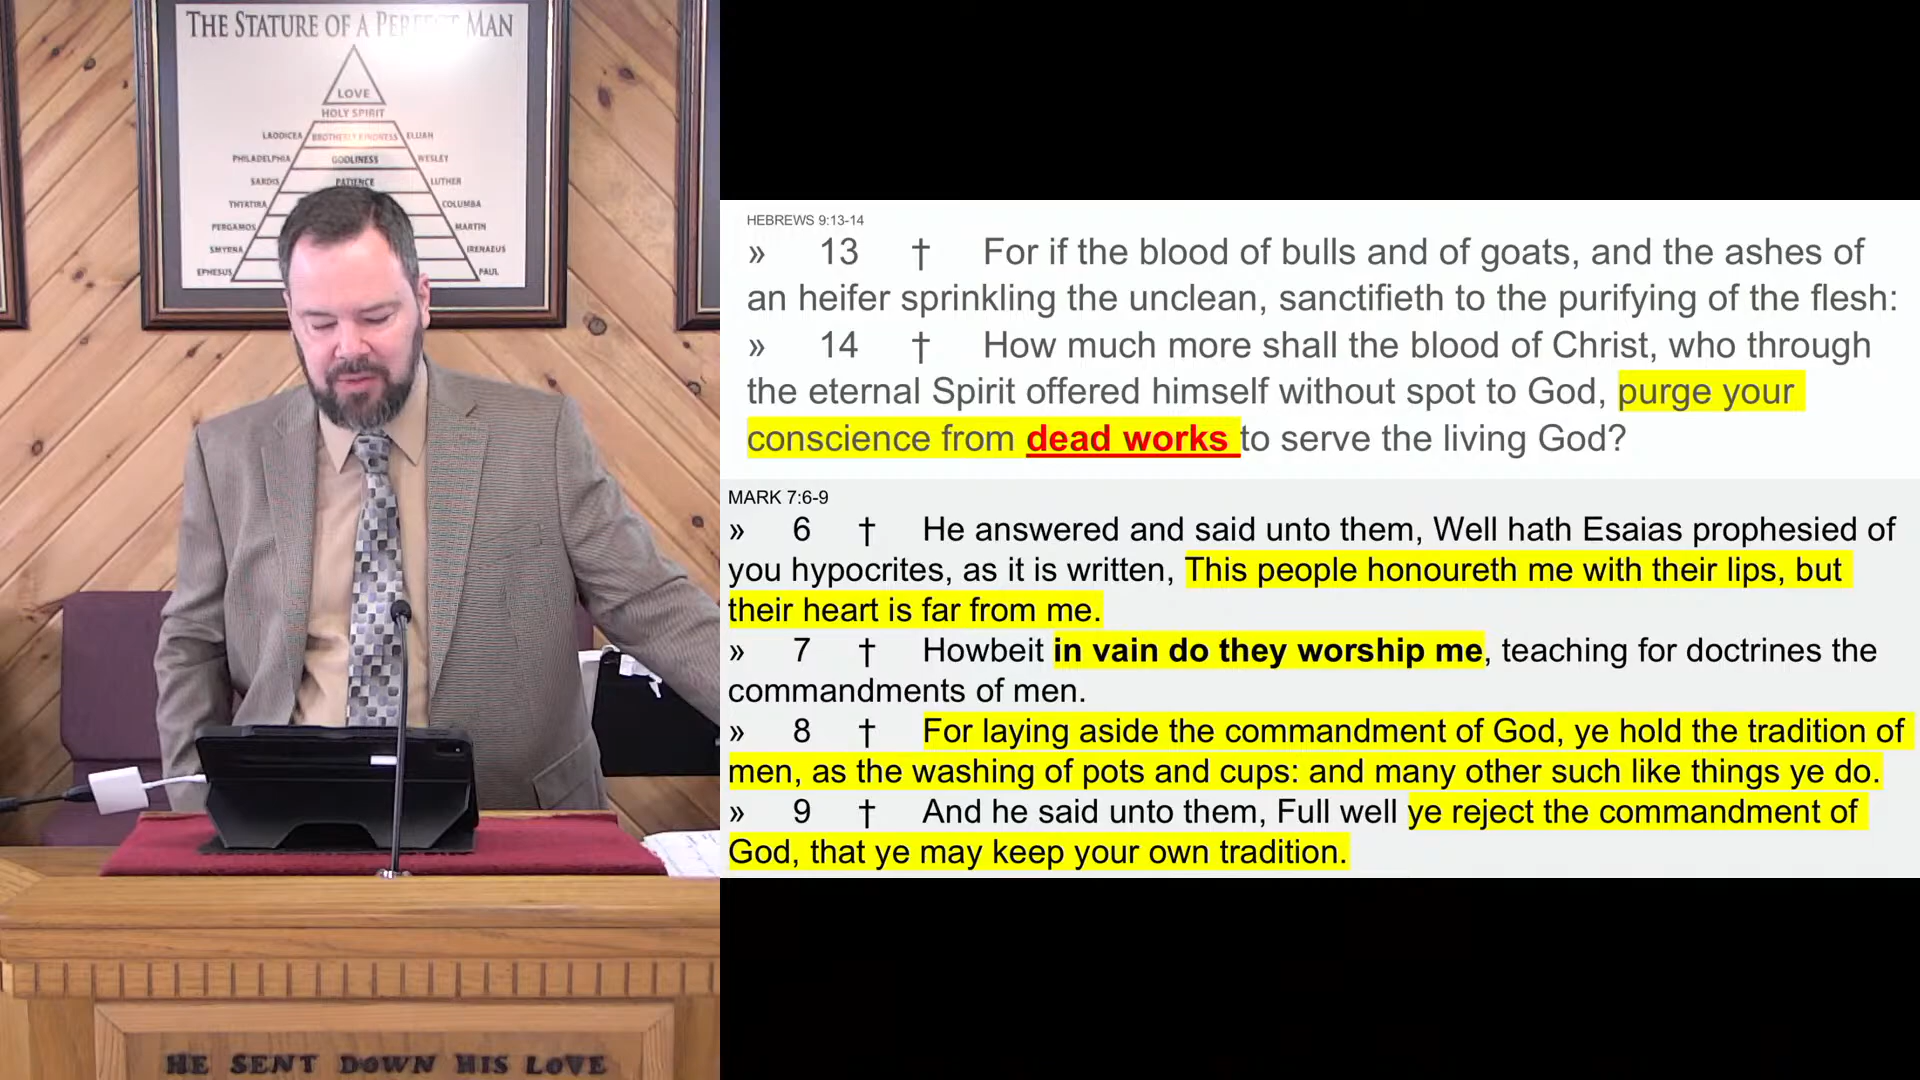 THE STATURE OF A PERFECT MAN
LOVE
HOLY SPIRIT
LAODICEA BROTHERLY KINDNESS ELIJAH
PHILADELPHIA GODLINESS WESLEY
SARDIS PATIENCE LUTHER
THYATIRA COLUMBA
PERGAMOS MARTIN
SMYRNA IRENAEUS
EPHESUS PAUL
HE SENT DOWN HIS LOVE
HEBREWS 9:13-14
» 13 † For if the blood of bulls and of goats, and the ashes of
an heifer sprinkling the unclean, sanctifieth to the purifying of the flesh:
» 14 † How much more shall the blood of Christ, who through
the eternal Spirit offered himself without spot to God, purge your
conscience from dead works to serve the living God?
MARK 7:6-9
» 6 † He answered and said unto them, Well hath Esaias prophesied of
you hypocrites, as it is written, This people honoureth me with their lips, but
their heart is far from me.
» 7 † Howbeit in vain do they worship me, teaching for doctrines the
commandments of men.
» 8 † For laying aside the commandment of God, ye hold the tradition of
men, as the washing of pots and cups: and many other such like things ye do.
» 9 † And he said unto them, Full well ye reject the commandment of
God, that ye may keep your own tradition.